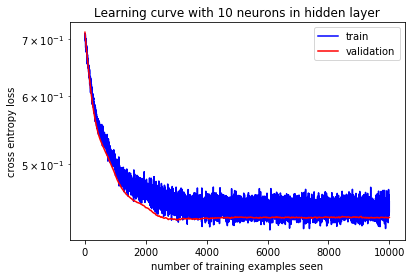 Learning curve with 10 neurons in hidden layer
train
validation
7 × 10⁻¹
6 × 10⁻¹
5 × 10⁻¹
cross entropy loss
0 2000 4000 6000 8000 10000
number of training examples seen